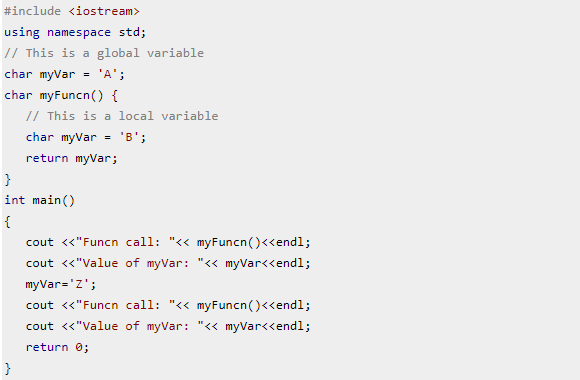 #include <iostream>
using namespace std;
// This is a global variable
char myVar = 'A';
char myFuncn() {
   // This is a local variable
   char myVar = 'B';
   return myVar;
}
int main()
{
   cout <<"Funcn call: "<< myFuncn()<<endl;
   cout <<"Value of myVar: "<< myVar<<endl;
   myVar='Z';
   cout <<"Funcn call: "<< myFuncn()<<endl;
   cout <<"Value of myVar: "<< myVar<<endl;
   return 0;
}